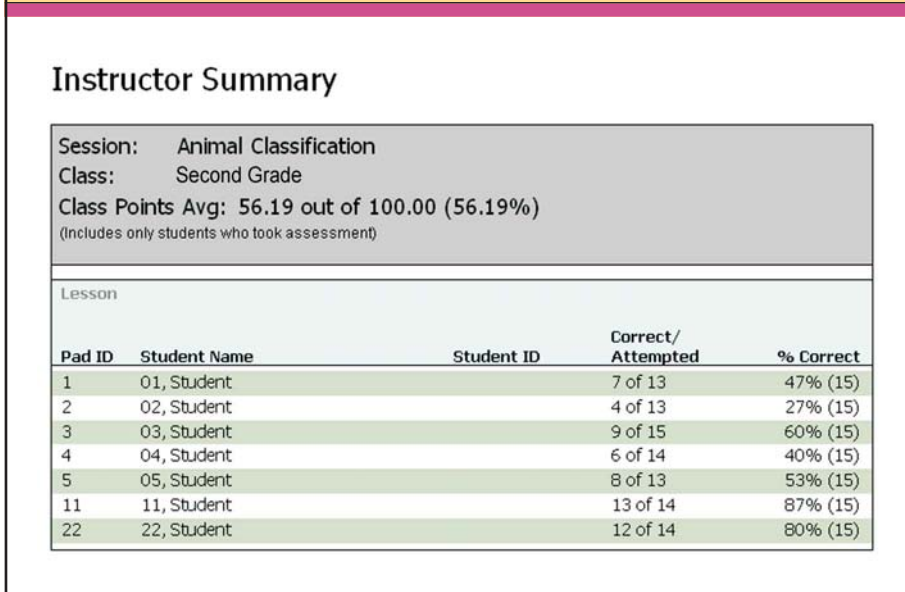 Instructor Summary
Session: Animal Classification
Class: Second Grade
Class Points Avg: 56.19 out of 100.00 (56.19%)
(Includes only students who took assessment)
Lesson
Correct/
Pad ID Student Name Student ID Attempted % Correct
1 01, Student 7 of 13 47% (15)
2 02, Student 4 of 13 27% (15)
3 03, Student 9 of 15 60% (15)
4 04, Student 6 of 14 40% (15)
5 05, Student 8 of 13 53% (15)
11 11, Student 13 of 14 87% (15)
22 22, Student 12 of 14 80% (15)